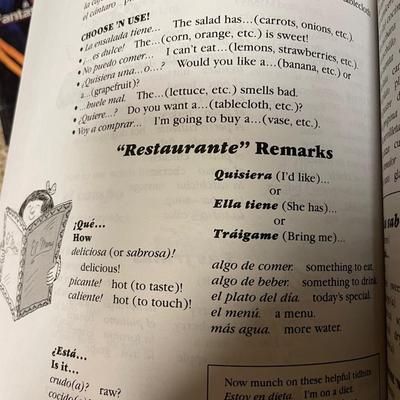 la
el cántaro
CHOOSE 'N USE!
• La ensalada tiene... The salad has...(carrots, onions, etc.).
• ¡...es dulce! The...(corn, orange, etc.) is sweet!
• No puedo comer... I can't eat...(lemons, strawberries, etc.).
• ¿Quisiera una...o...? Would you like a...(banana, etc.) or
a...(grapefruit)?
• ...huele mal. The...(lettuce, etc.) smells bad.
• ¿Quiere...? Do you want a...(tablecloth, etc.)?
• Voy a comprar... I'm going to buy a...(vase, etc.).
"Restaurante" Remarks
Quisiera (I'd like)...
or
Ella tiene (She has)...
or
Tráigame (Bring me)...
El Menú
¡Qué...
How
deliciosa (or sabrosa)!
delicious!
picante! hot (to taste)!
caliente! hot (to touch)!
algo de comer. something to eat.
algo de beber. something to drink.
el plato del día. today's special.
el menú. a menu.
más agua. more water.
¿Está...
Is it...
crudo(a)? raw?
cocido(a)?
Now munch on these helpful tidbits
Estoy en dieta. I'm on a diet.